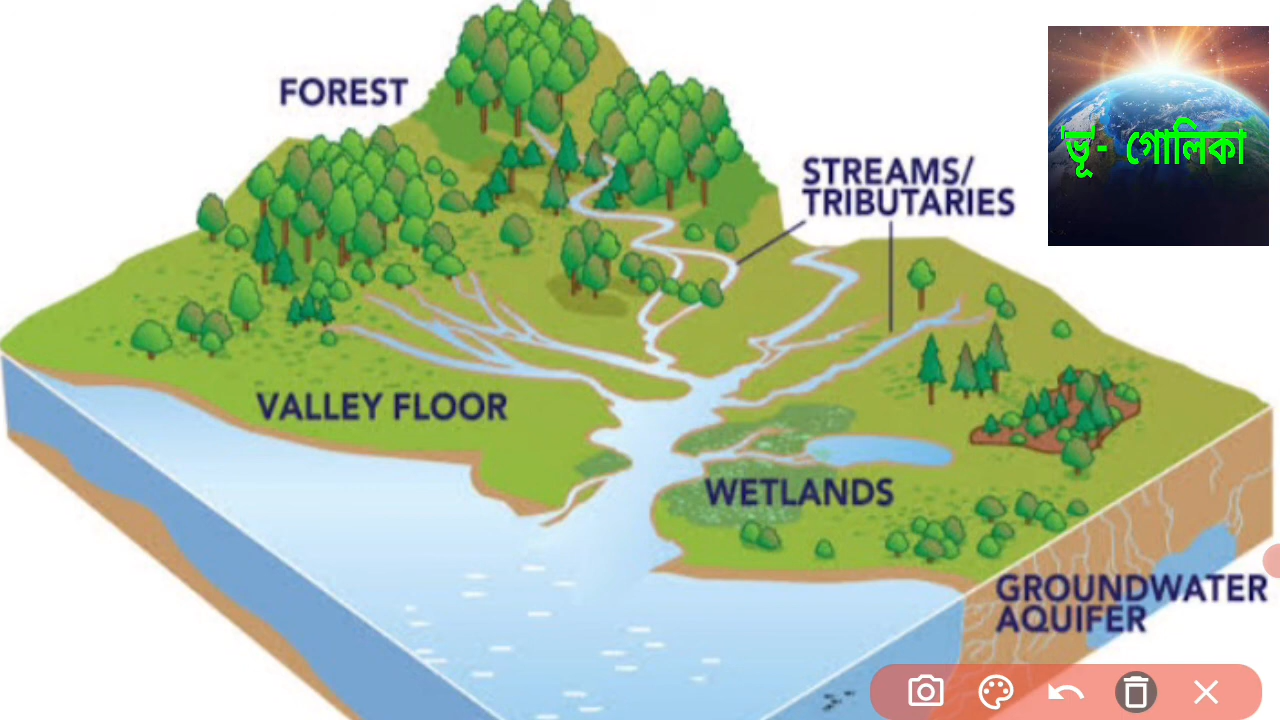 FOREST
STREAMS/
TRIBUTARIES
'ভূ'- গোলিকা
VALLEY FLOOR
WETLANDS
GROUNDWATER
AQUIFER